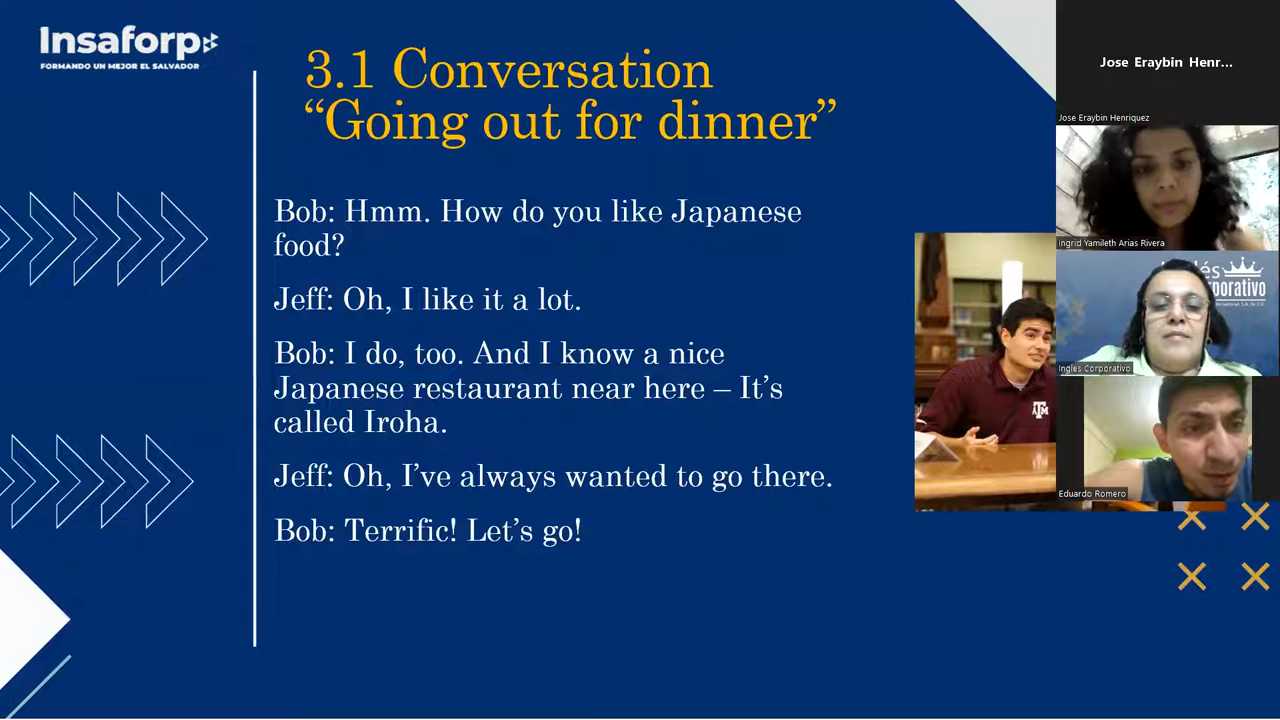 Insaforp
FORMANDO UN MEJOR EL SALVADOR
3.1 Conversation
“Going out for dinner”
Bob: Hmm. How do you like Japanese
food?
Jeff: Oh, I like it a lot.
Bob: I do, too. And I know a nice
Japanese restaurant near here – It’s
called Iroha.
Jeff: Oh, I’ve always wanted to go there.
Bob: Terrific! Let’s go!
ATM
Jose Eraybin Henr...
Jose Eraybin Henriquez
Ingrid Yamileth Arias Rivera
Inglés Corporativo
Eduardo Romero